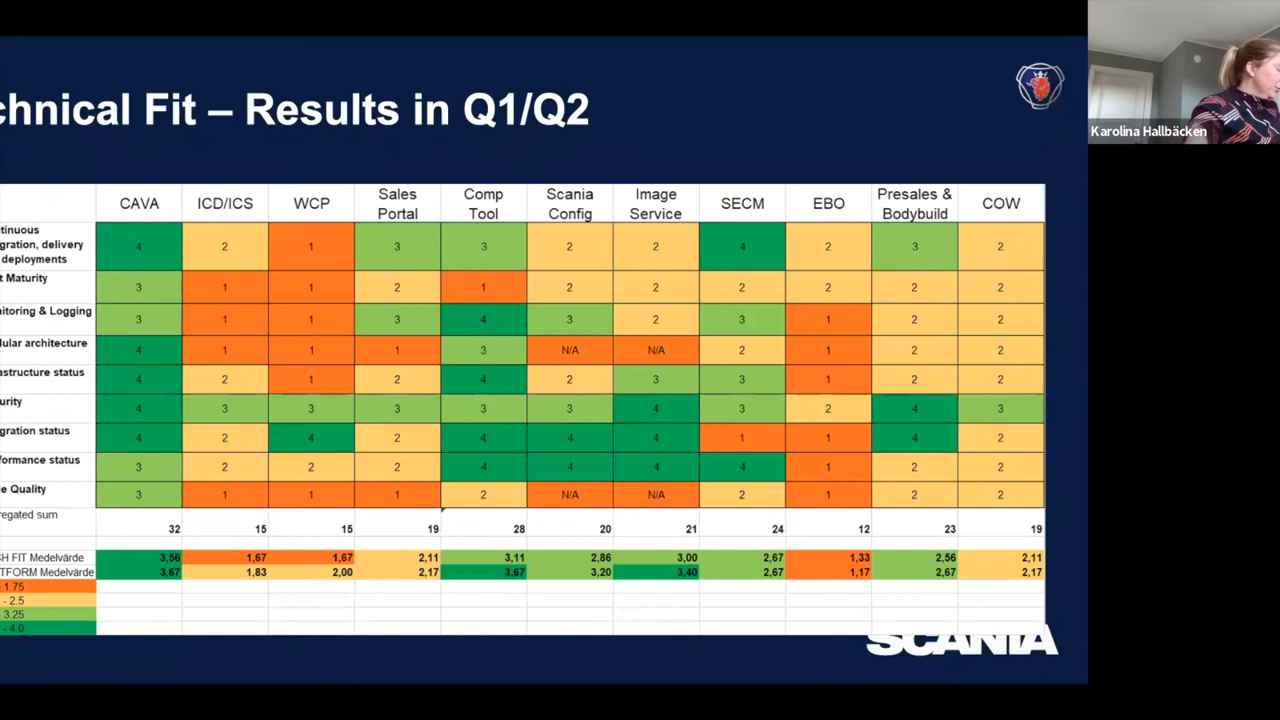 chnical Fit – Results in Q1/Q2
Karolina Hallbäcken
CAVA ICD/ICS WCP Sales Portal Comp Tool Scania Config Image Service SECM EBO Presales & Bodybuild COW
tinuous
gration, delivery
deployments 4 2 1 3 3 2 2 4 2 3 2
t Maturity 3 1 1 2 1 2 2 2 2 2 2
nitoring & Logging 3 1 1 3 4 3 2 3 1 2 2
dular architecture 4 1 1 1 3 N/A N/A 2 1 2 2
astructure status 4 2 1 2 4 2 3 3 1 2 2
urity 4 3 3 3 3 3 4 3 2 4 3
gration status 4 2 4 2 4 4 4 1 1 4 2
formance status 3 2 2 2 4 4 4 4 1 2 2
e Quality 3 1 1 1 2 N/A N/A 2 1 2 2
regated sum
32 15 15 19 28 20 21 24 12 23 19
H FIT Medelvärde 3,56 1,67 1,67 2,11 3,11 2,86 3,00 2,67 1,33 2,56 2,11
TFORM Medelvärde 3,67 1,83 2,00 2,17 3,67 3,20 3,40 2,67 1,17 2,67 2,17
- 1.75
- 2.5
- 3.25
- 4.0
SCANIA